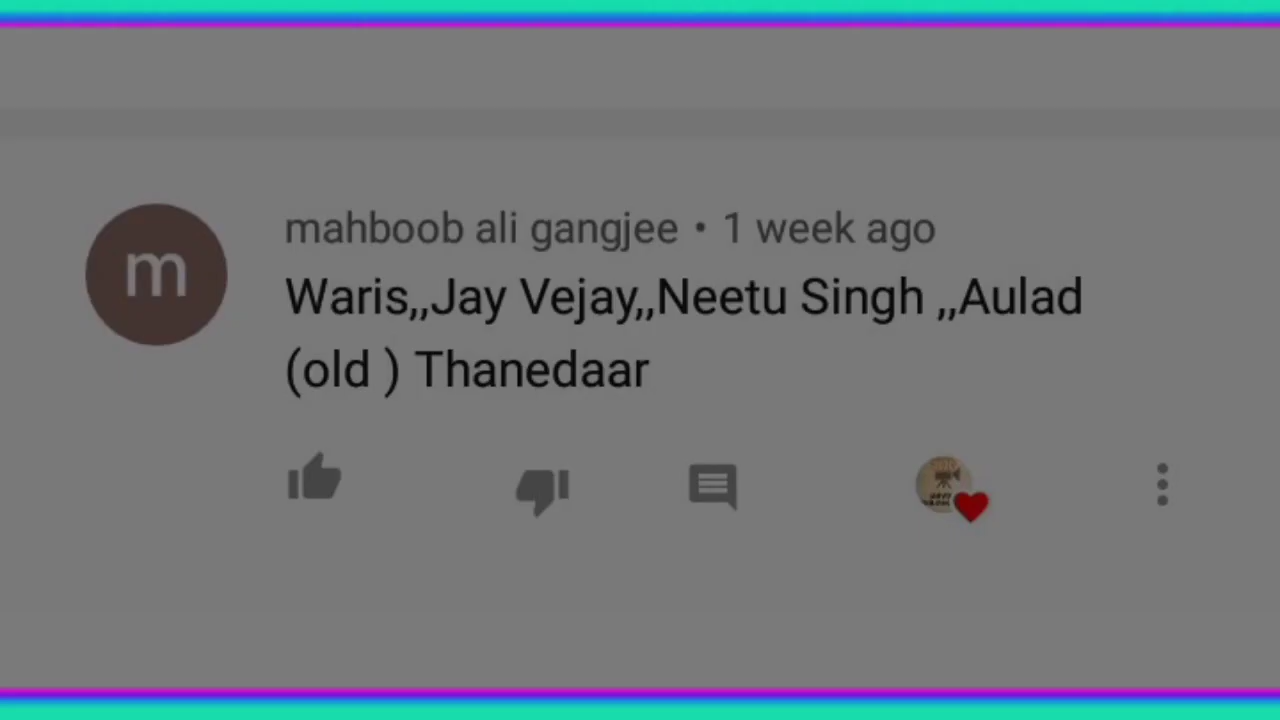 m
mahboob ali gangjee • 1 week ago
Waris,,Jay Vejay,,Neetu Singh ,,Aulad
(old ) Thanedaar